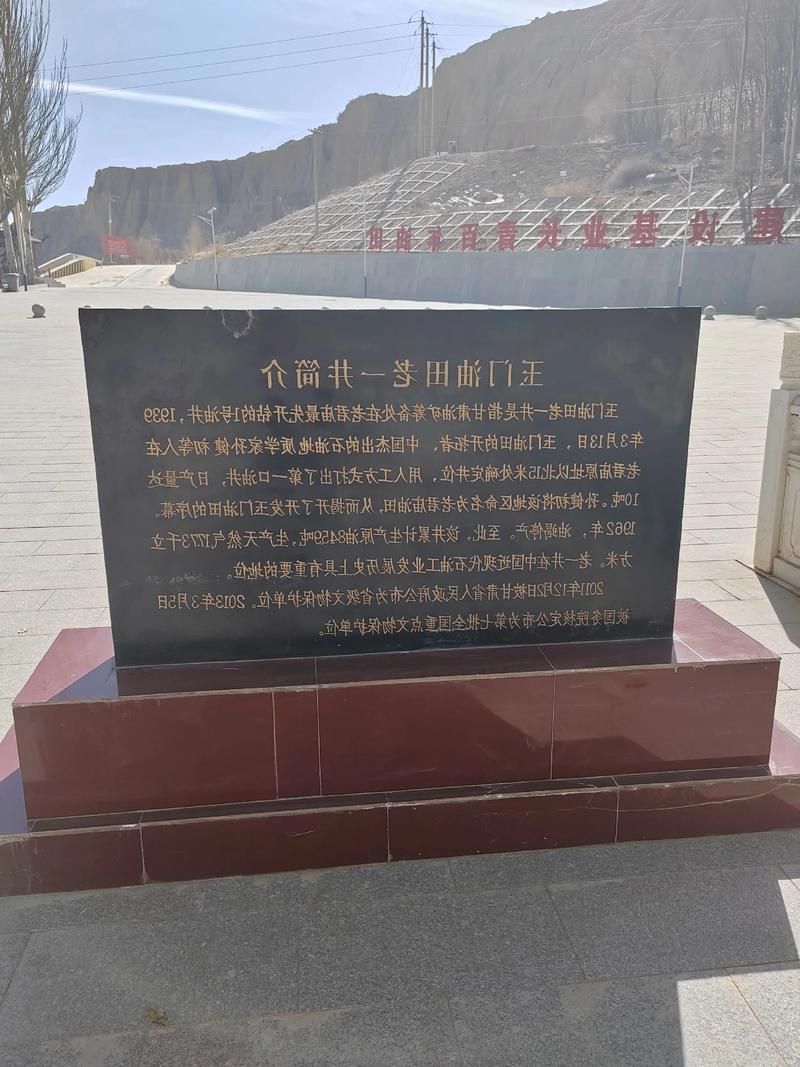 建设基业长青百年油田
玉门油田老一井简介
玉门油田老一井是指甘肃油矿筹备处在老君庙最先开钻的1号油井，1939
年3月13日，玉门油田的开拓者、中国杰出的石油地质学家孙健初等人在
老君庙原址以北15米处确定井位，用人工方式打出了第一口油井，日产量达
10吨。孙健初将该地区命名为老君庙油田，从而揭开了开发玉门油田的序幕。
1962年，油竭停产。至此，该井累计生产原油8459吨，生产天然气1773千立
方米。老一井在中国近现代石油工业发展历史上具有重要的地位。
2011年12月2日被甘肃省人民政府公布为省级文物保护单位。2013年3月5日
被国务院核定公布为第七批全国重点文物保护单位。